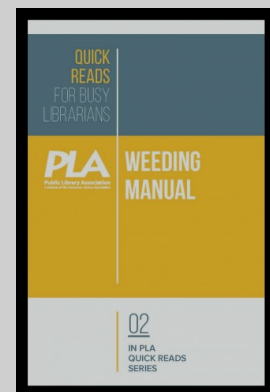 QUICK
READS
FOR BUSY
LIBRARIANS
PLA
Public Library Association
WEEDING
MANUAL
02
IN PLA
QUICK READS
SERIES